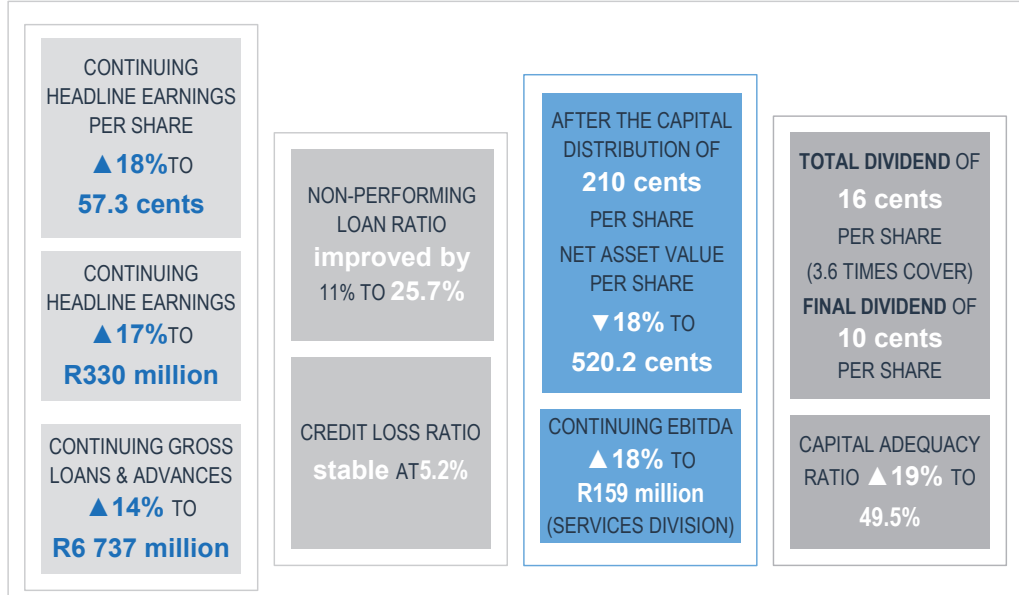 CONTINUING
HEADLINE EARNINGS
PER SHARE
▲18%TO
57.3 cents
CONTINUING
HEADLINE EARNINGS
▲17%TO
R330 million
CONTINUING GROSS
LOANS & ADVANCES
▲14% TO
R6 737 million
NON-PERFORMING
LOAN RATIO
improved by
11% TO 25.7%
CREDIT LOSS RATIO
stable AT5.2%
AFTER THE CAPITAL
DISTRIBUTION OF
210 cents
PER SHARE
NET ASSET VALUE
PER SHARE
▼18% TO
520.2 cents
CONTINUING EBITDA
▲18% TO
R159 million
(SERVICES DIVISION)
TOTAL DIVIDEND OF
16 cents
PER SHARE
(3.6 TIMES COVER)
FINAL DIVIDEND OF
10 cents
PER SHARE
CAPITAL ADEQUACY
RATIO ▲19% TO
49.5%